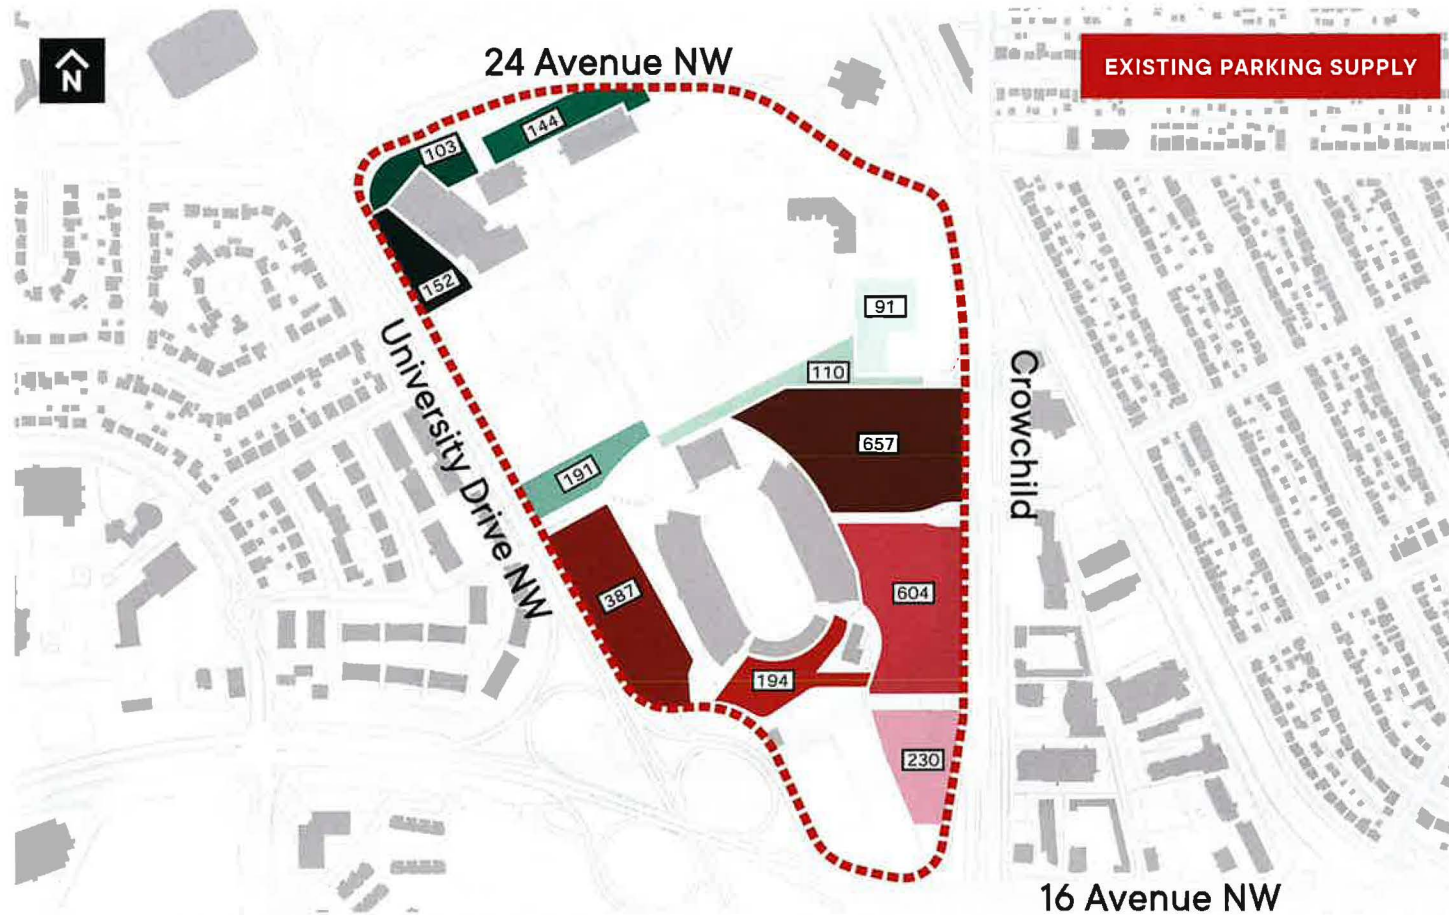 N
24 Avenue NW
EXISTING PARKING SUPPLY
144
103
152
91
University Drive NW
110
Crowchild
657
191
387
604
194
230
16 Avenue NW